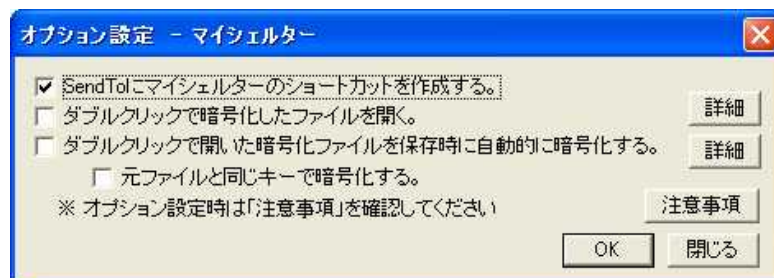 オプション設定 － マイシェルター
SendToにマイシェルターのショートカットを作成する。
ダブルクリックで暗号化したファイルを開く。 詳細
ダブルクリックで開いた暗号化ファイルを保存時に自動的に暗号化する。 詳細
元ファイルと同じキーで暗号化する。
※ オプション設定時は「注意事項」を確認してください 注意事項
OK 閉じる